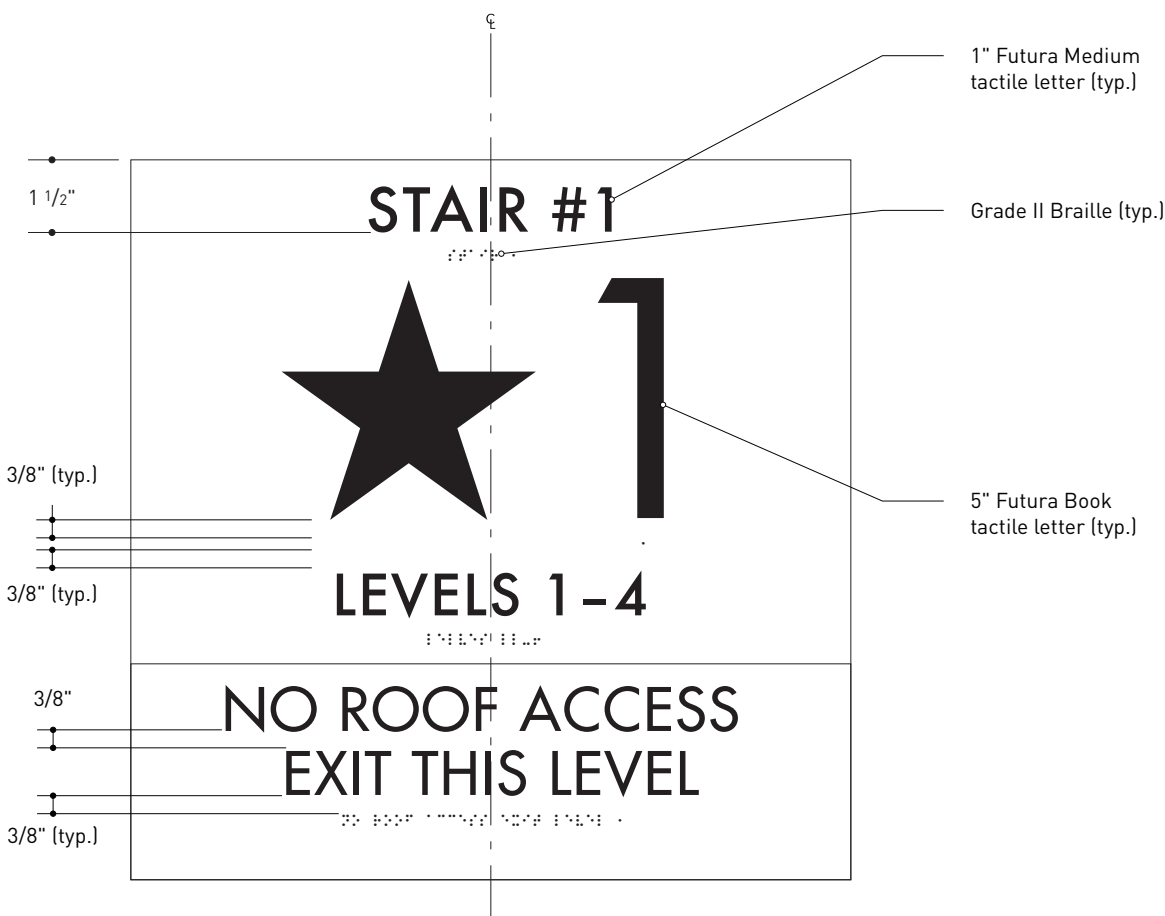 ℄
1" Futura Medium
tactile letter (typ.)
1 1/2"
STAIR #1
Grade II Braille (typ.)
★ 1
3/8" (typ.)
5" Futura Book
tactile letter (typ.)
3/8" (typ.)
LEVELS 1–4
3/8"
NO ROOF ACCESS
EXIT THIS LEVEL
3/8" (typ.)